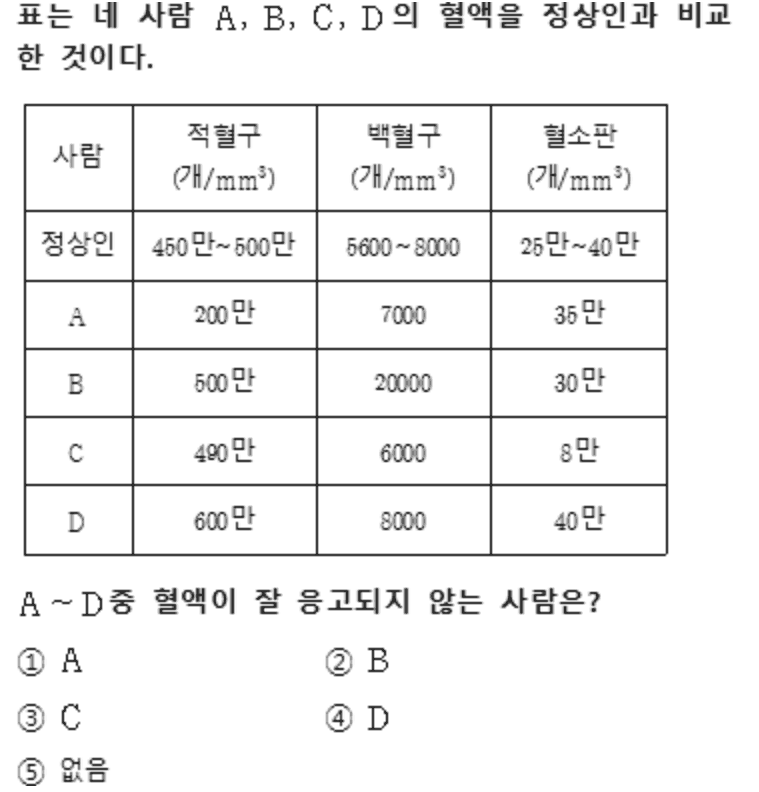 표는 네 사람 A, B, C, D의 혈액을 정상인과 비교
한 것이다.
사람 적혈구 (개/mm³) 백혈구 (개/mm³) 혈소판 (개/mm³)
정상인 450만~500만 5600~8000 25만~40만
A 200만 7000 35만
B 500만 20000 30만
C 490만 6000 8만
D 600만 8000 40만
A ~ D중 혈액이 잘 응고되지 않는 사람은?
① A ② B
③ C ④ D
⑤ 없음